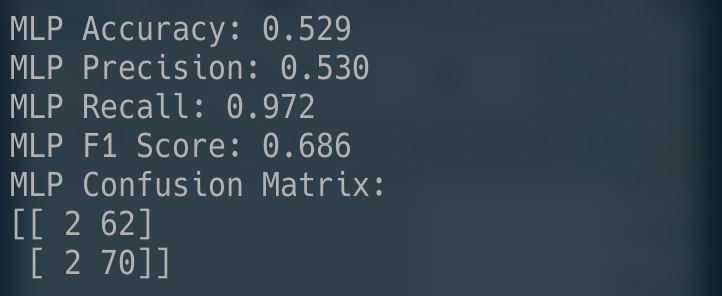 MLP Accuracy: 0.529
MLP Precision: 0.530
MLP Recall: 0.972
MLP F1 Score: 0.686
MLP Confusion Matrix:
[[ 2 62]
 [ 2 70]]